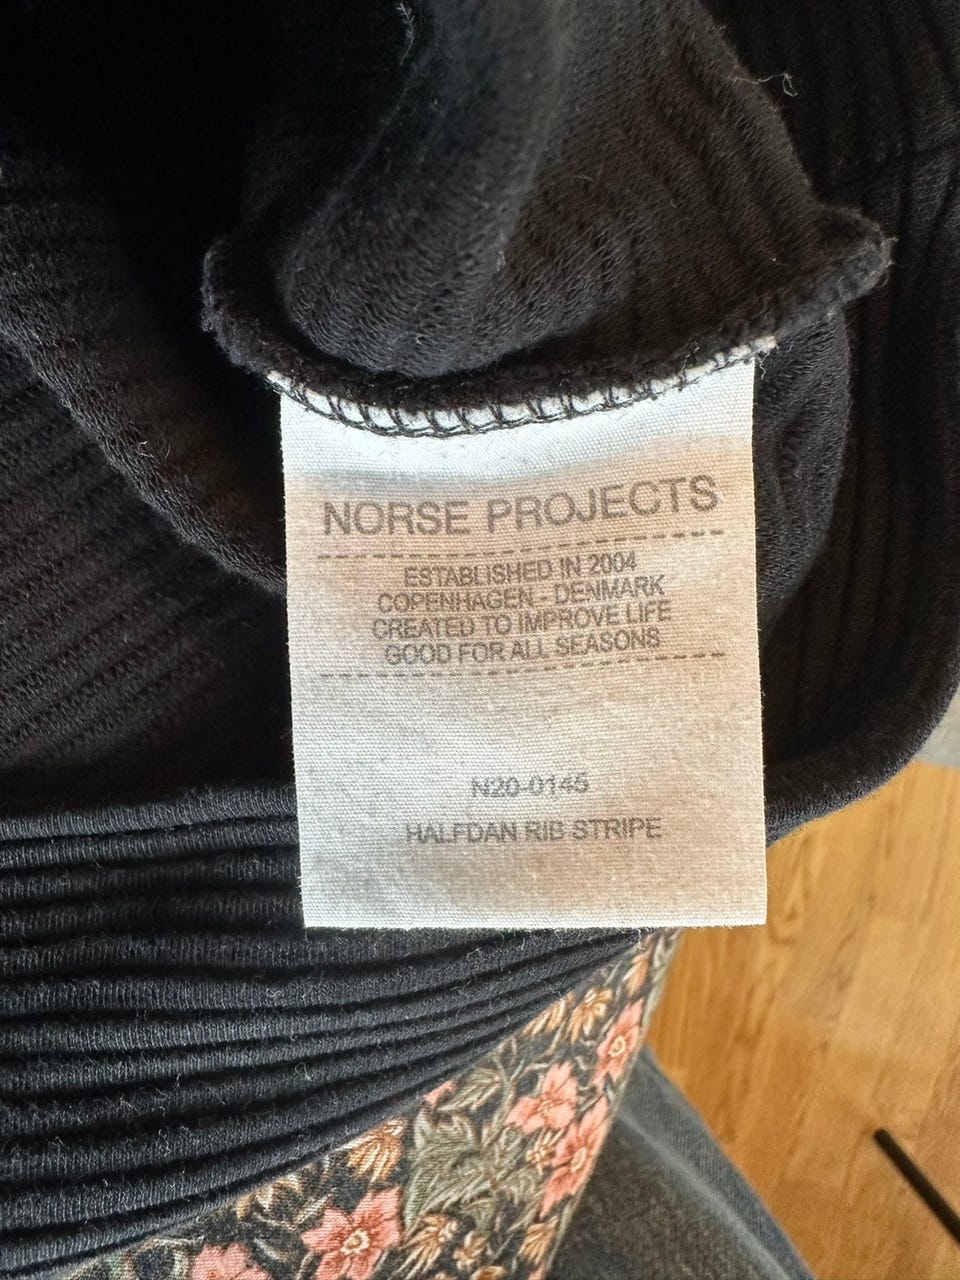 NORSE PROJECTS
ESTABLISHED IN 2004
COPENHAGEN - DENMARK
CREATED TO IMPROVE LIFE
GOOD FOR ALL SEASONS
N20-0145
HALFDAN RIB STRIPE